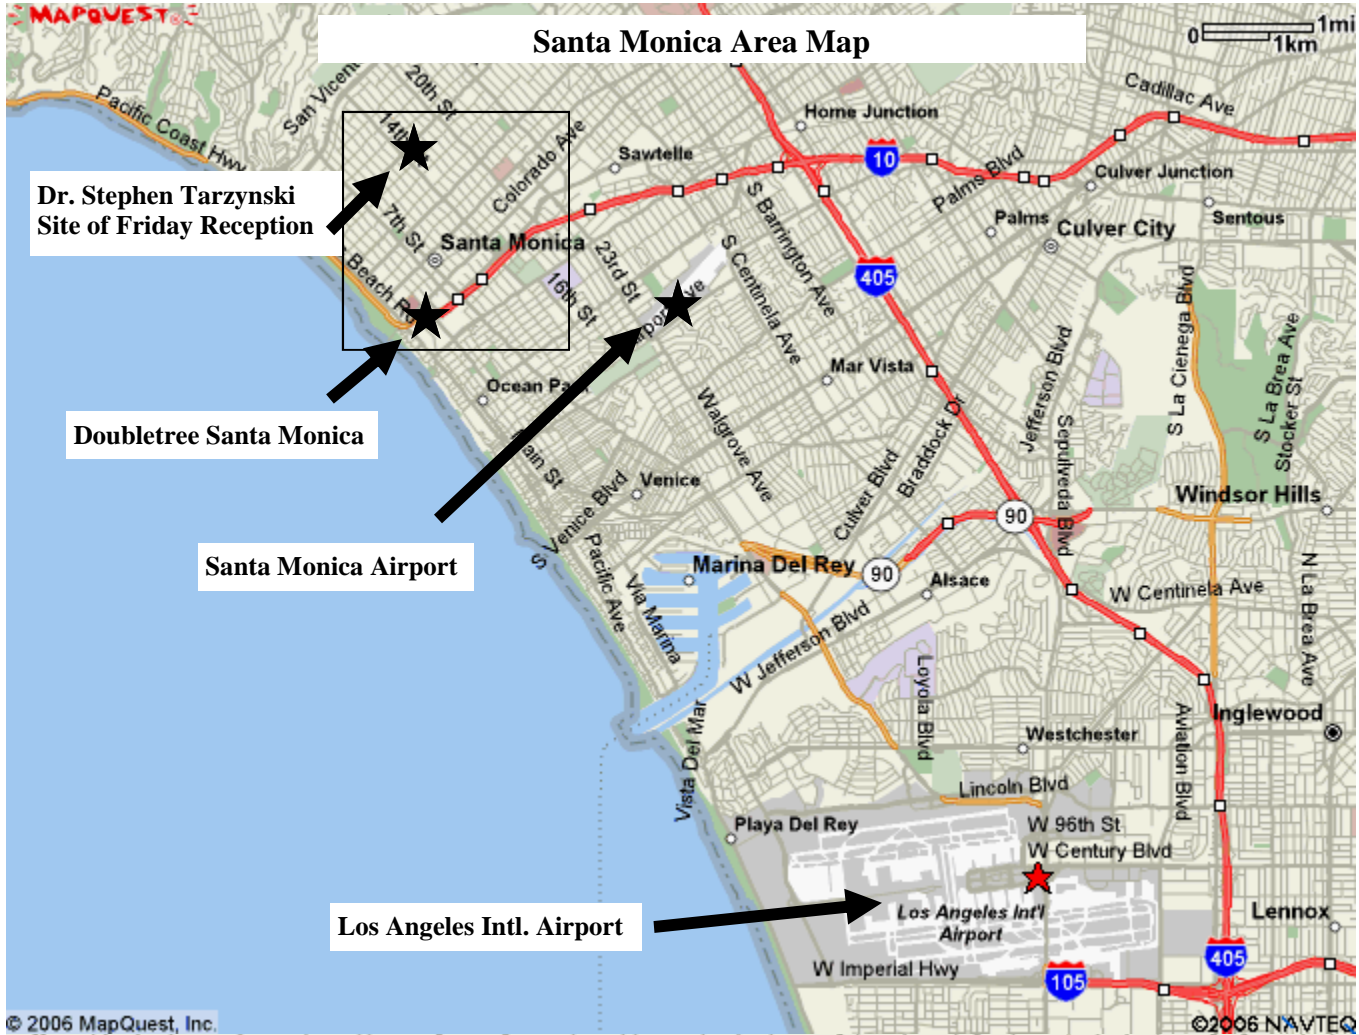 MAPQUEST
Santa Monica Area Map
0 1mi
1km
Pacific Coast Hwy
San Vicent
20th St
14th
Colorado Ave
7th St
Beach R
Santa Monica
Sawtelle
Home Junction
Cadillac Ave
10
Palms Blvd
Culver Junction
Sentous
Palms
Culver City
Dr. Stephen Tarzynski
Site of Friday Reception
23rd St
16th St
S Barrington Ave
S Centinela Ave
405
irport Ave
Ocean Pa
Mar Vista
Jefferson Blvd
Sepulveda Blvd
S La Cienega Blvd
S La Brea Ave
Stocker St
Doubletree Santa Monica
ain St
Walgrove Ave
Venice
S Venice Blvd
Culver Blvd
Braddock Dr
Windsor Hills
90
Santa Monica Airport
Pacific Ave
Via Marina
Marina Del Rey
90
Alsace
W Centinela Ave
N La Brea Ave
W Jefferson Blvd
Loyola Blvd
Vista Del Mar
Westchester
Aviation Blvd
Inglewood
Lincoln Blvd
Playa Del Rey
W 96th St
W Century Blvd
Los Angeles Intl. Airport
Los Angeles Int'l
Airport
Lennox
W Imperial Hwy
105
405
© 2006 MapQuest, Inc.
©2006 NAVTEQ